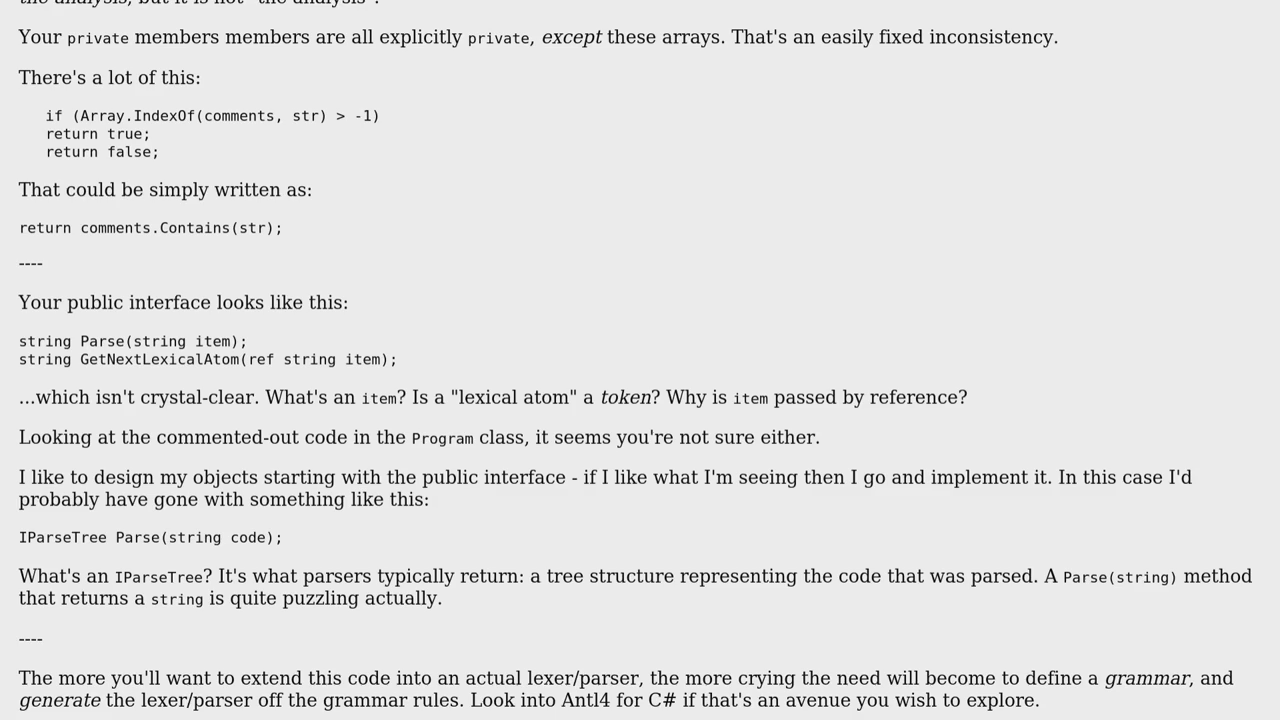 the analysis, but it is not "the analysis".
Your private members members are all explicitly private, except these arrays. That's an easily fixed inconsistency.
There's a lot of this:
if (Array.IndexOf(comments, str) > -1)
return true;
return false;
That could be simply written as:
return comments.Contains(str);
----
Your public interface looks like this:
string Parse(string item);
string GetNextLexicalAtom(ref string item);
...which isn't crystal-clear. What's an item? Is a "lexical atom" a token? Why is item passed by reference?
Looking at the commented-out code in the Program class, it seems you're not sure either.
I like to design my objects starting with the public interface - if I like what I'm seeing then I go and implement it. In this case I'd
probably have gone with something like this:
IParseTree Parse(string code);
What's an IParseTree? It's what parsers typically return: a tree structure representing the code that was parsed. A Parse(string) method
that returns a string is quite puzzling actually.
----
The more you'll want to extend this code into an actual lexer/parser, the more crying the need will become to define a grammar, and
generate the lexer/parser off the grammar rules. Look into Antl4 for C# if that's an avenue you wish to explore.